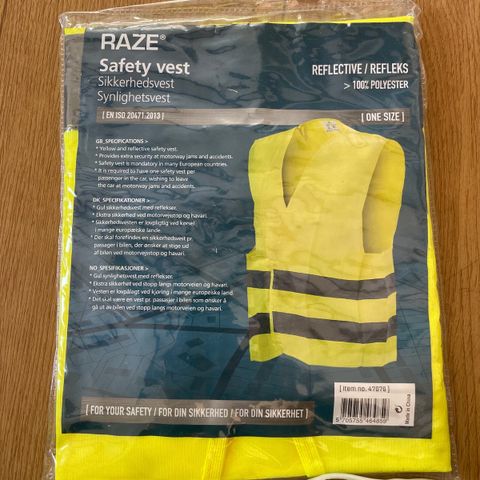 RAZE®
Safety vest
Sikkerhedsvest
Synlighetsvest
[ EN ISO 20471.2013 ]
REFLECTIVE / REFLEKS
> 100% POLYESTER
[ ONE SIZE ]
GB_SPECIFICATIONS >
* Yellow and reflective safety vest.
* Provides extra security at motorway jams and accidents.
* Safety vest is mandatory in many European countries.
* It is required to have one safety vest per
passenger in the car, wishing to leave
the car at motorway jams and accidents.
DK_SPECIFIKATIONER >
* Gul sikkerhedsvest med reflekser.
* Ekstra sikkerhed ved motorvejsstop og havari.
* Sikkerhedsvesten er lovpligtig ved kørsel
i mange europæiske lande.
* Der skal forefindes en sikkerhedsvest pr.
passager i bilen, der ønsker at stige ud
af bilen ved motorvejsstop og havari.
NO_SPESIFIKASJONER >
* Gul synlighetsvest med reflekser.
* Ekstra sikkerhet ved stopp langs motorveien og havari.
* Vesten er lovpålagt ved kjøring i mange europeiske land.
* Det skal være en vest pr. passasjer i bilen som ønsker å
gå ut av bilen ved stopp langs motorveien og havari.
[ Item no. 47076 ]
Made in China
5 705755 464859
[ FOR YOUR SAFETY / FOR DIN SIKKERHED / FOR DIN SIKKERHET ]